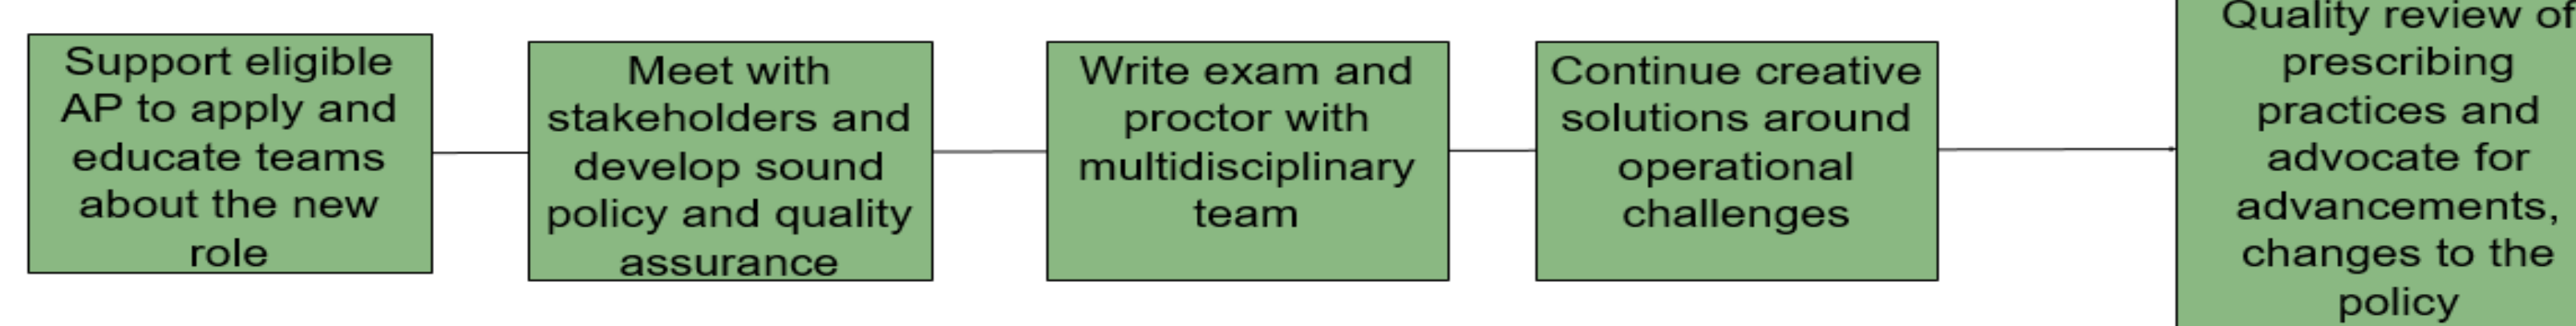 Support eligible
AP to apply and
educate teams
about the new
role
Meet with
stakeholders and
develop sound
policy and quality
assurance
Write exam and
proctor with
multidisciplinary
team
Continue creative
solutions around
operational
challenges
Quality review of
prescribing
practices and
advocate for
advancements,
changes to the
policy